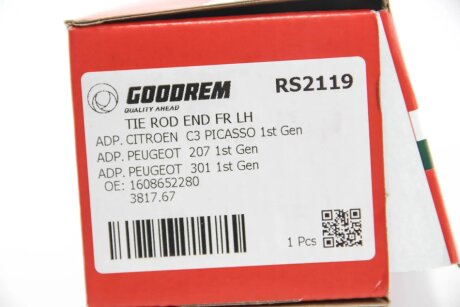 GOODREM
QUALITY AHEAD
RS2119
TIE ROD END FR LH
ADP. CITROEN C3 PICASSO 1st Gen
ADP. PEUGEOT 207 1st Gen
ADP. PEUGEOT 301 1st Gen
OE: 1608652280
3817.67
1 Pcs